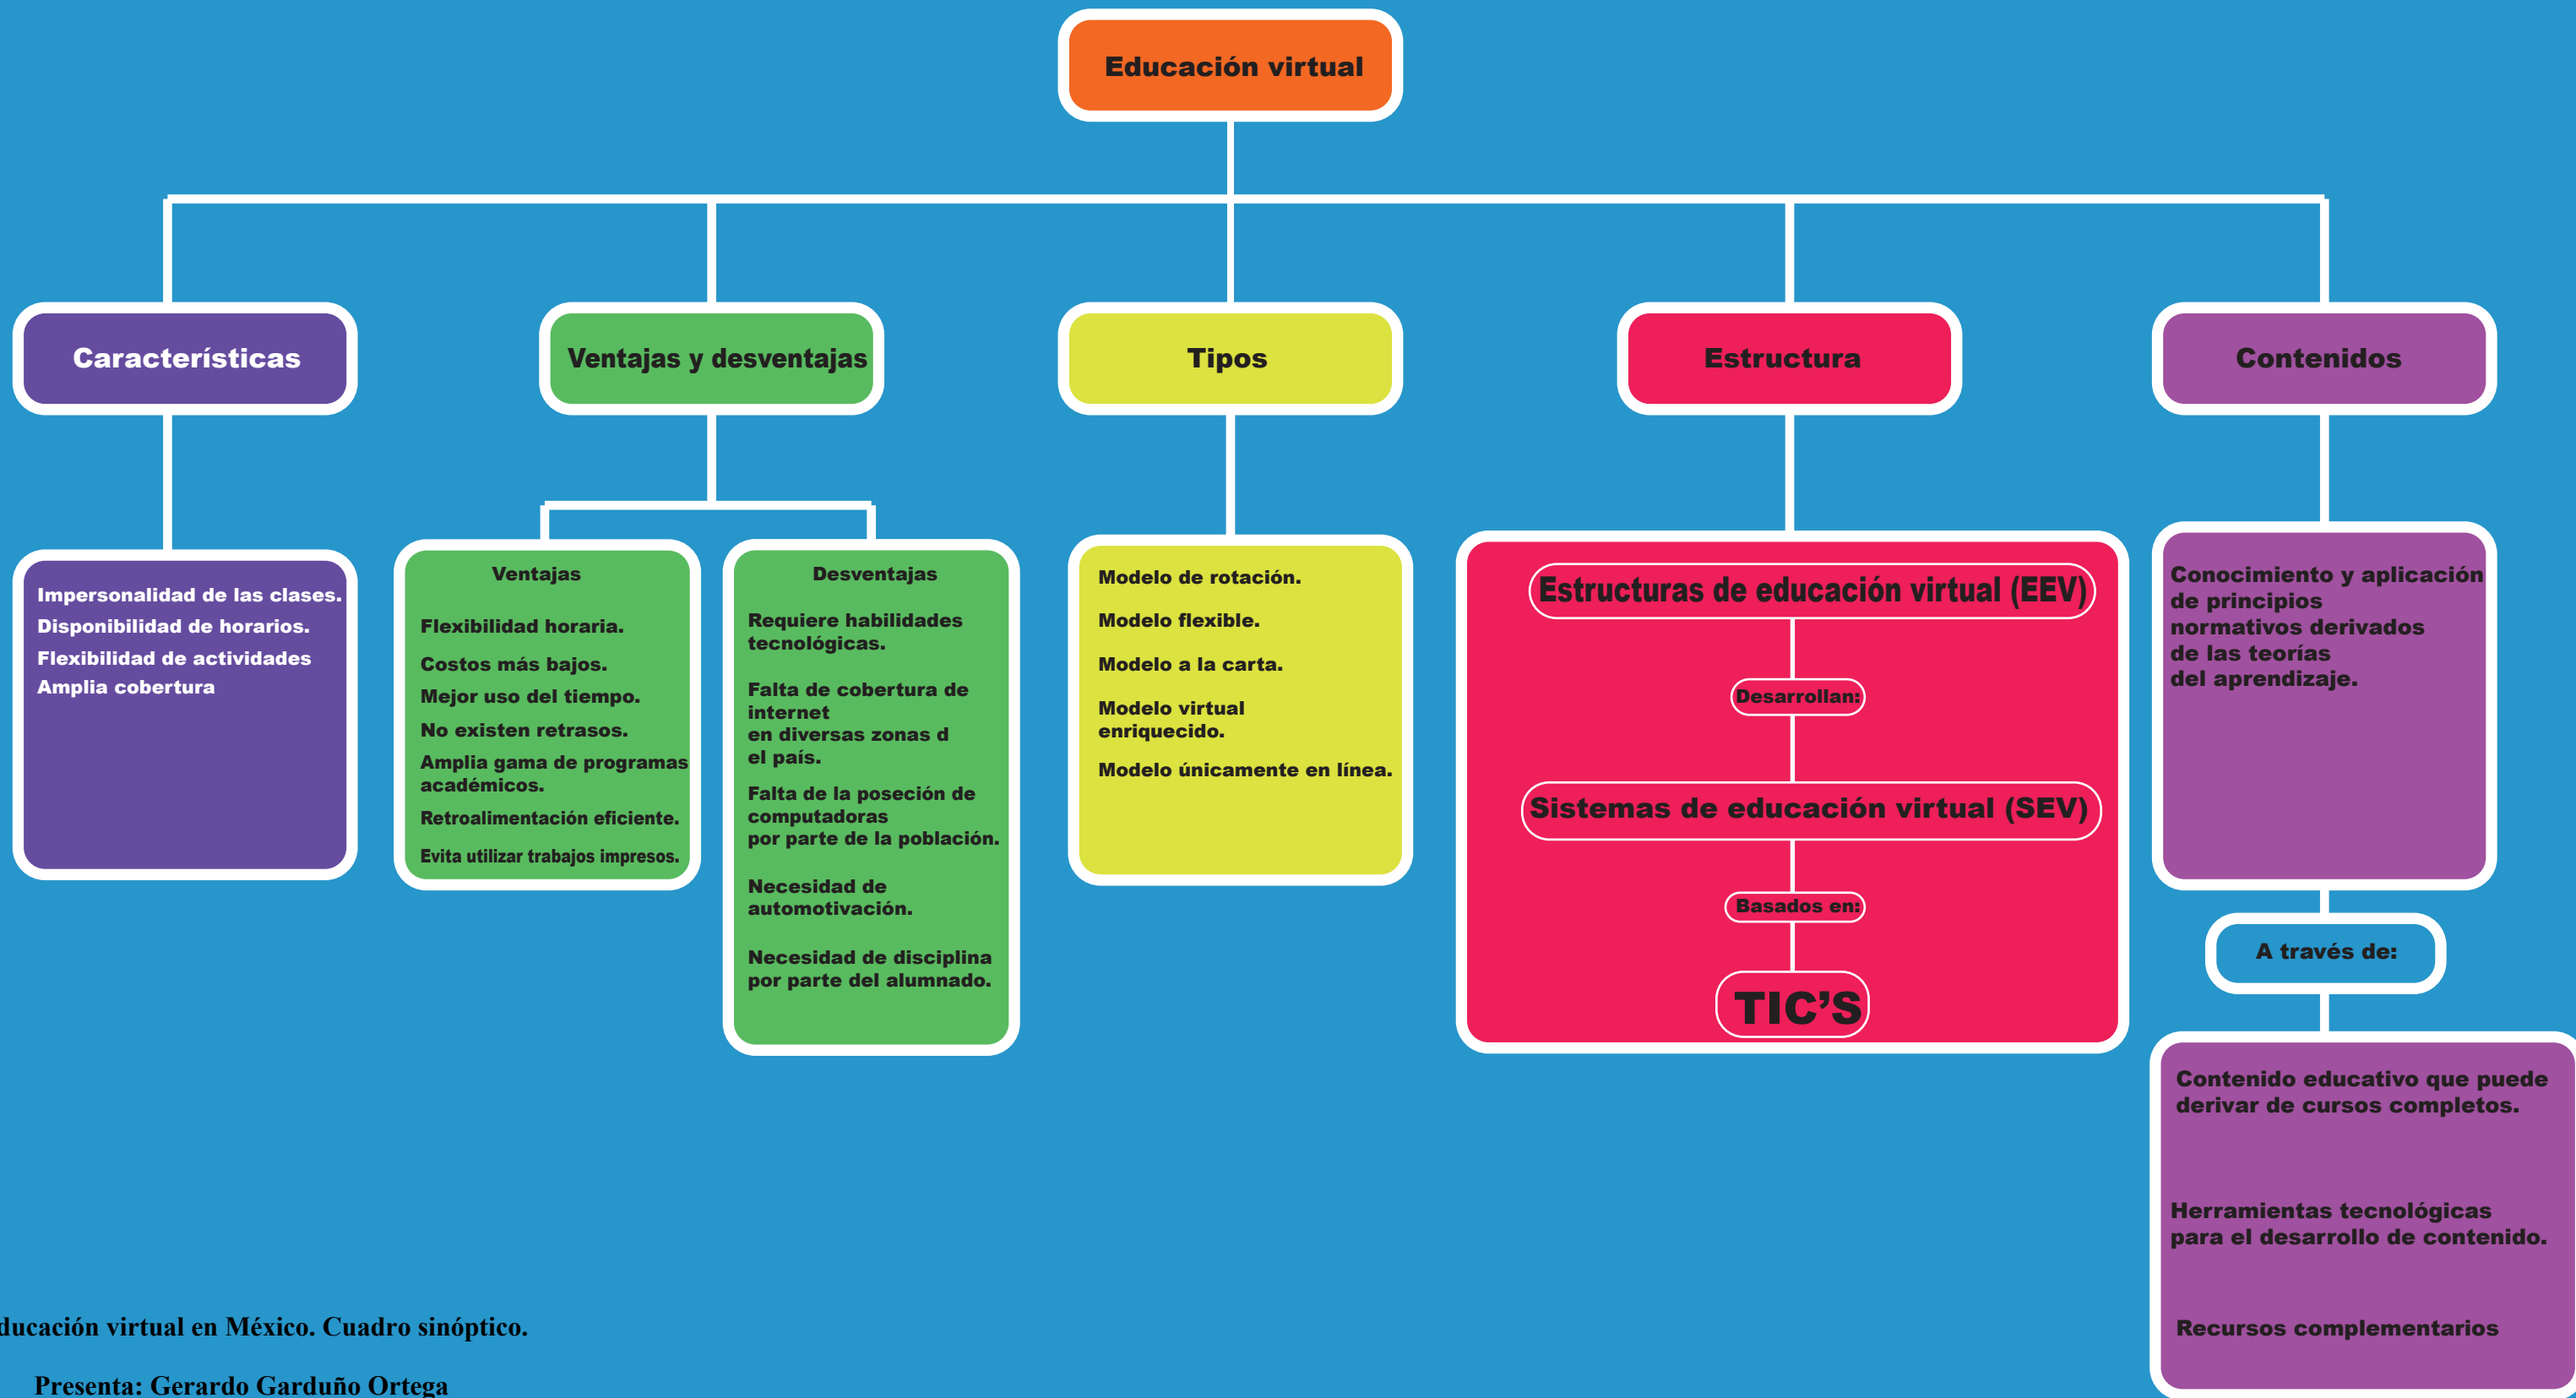 Educación virtual
Características
Ventajas y desventajas
Tipos
Estructura
Contenidos
Impersonalidad de las clases.
Disponibilidad de horarios.
Flexibilidad de actividades
Amplia cobertura
Ventajas
Flexibilidad horaria.
Costos más bajos.
Mejor uso del tiempo.
No existen retrasos.
Amplia gama de programas
académicos.
Retroalimentación eficiente.
Evita utilizar trabajos impresos.
Desventajas
Requiere habilidades
tecnológicas.
Falta de cobertura de
internet
en diversas zonas d
el país.
Falta de la poseción de
computadoras
por parte de la población.
Necesidad de
automotivación.
Necesidad de disciplina
por parte del alumnado.
Modelo de rotación.
Modelo flexible.
Modelo a la carta.
Modelo virtual
enriquecido.
Modelo únicamente en línea.
Estructuras de educación virtual (EEV)
Desarrollan:
Sistemas de educación virtual (SEV)
Basados en:
TIC’S
Conocimiento y aplicación
de principios
normativos derivados
de las teorías
del aprendizaje.
A través de:
Contenido educativo que puede
derivar de cursos completos.
Herramientas tecnológicas
para el desarrollo de contenido.
Recursos complementarios
ducación virtual en México. Cuadro sinóptico.
Presenta: Gerardo Garduño Ortega